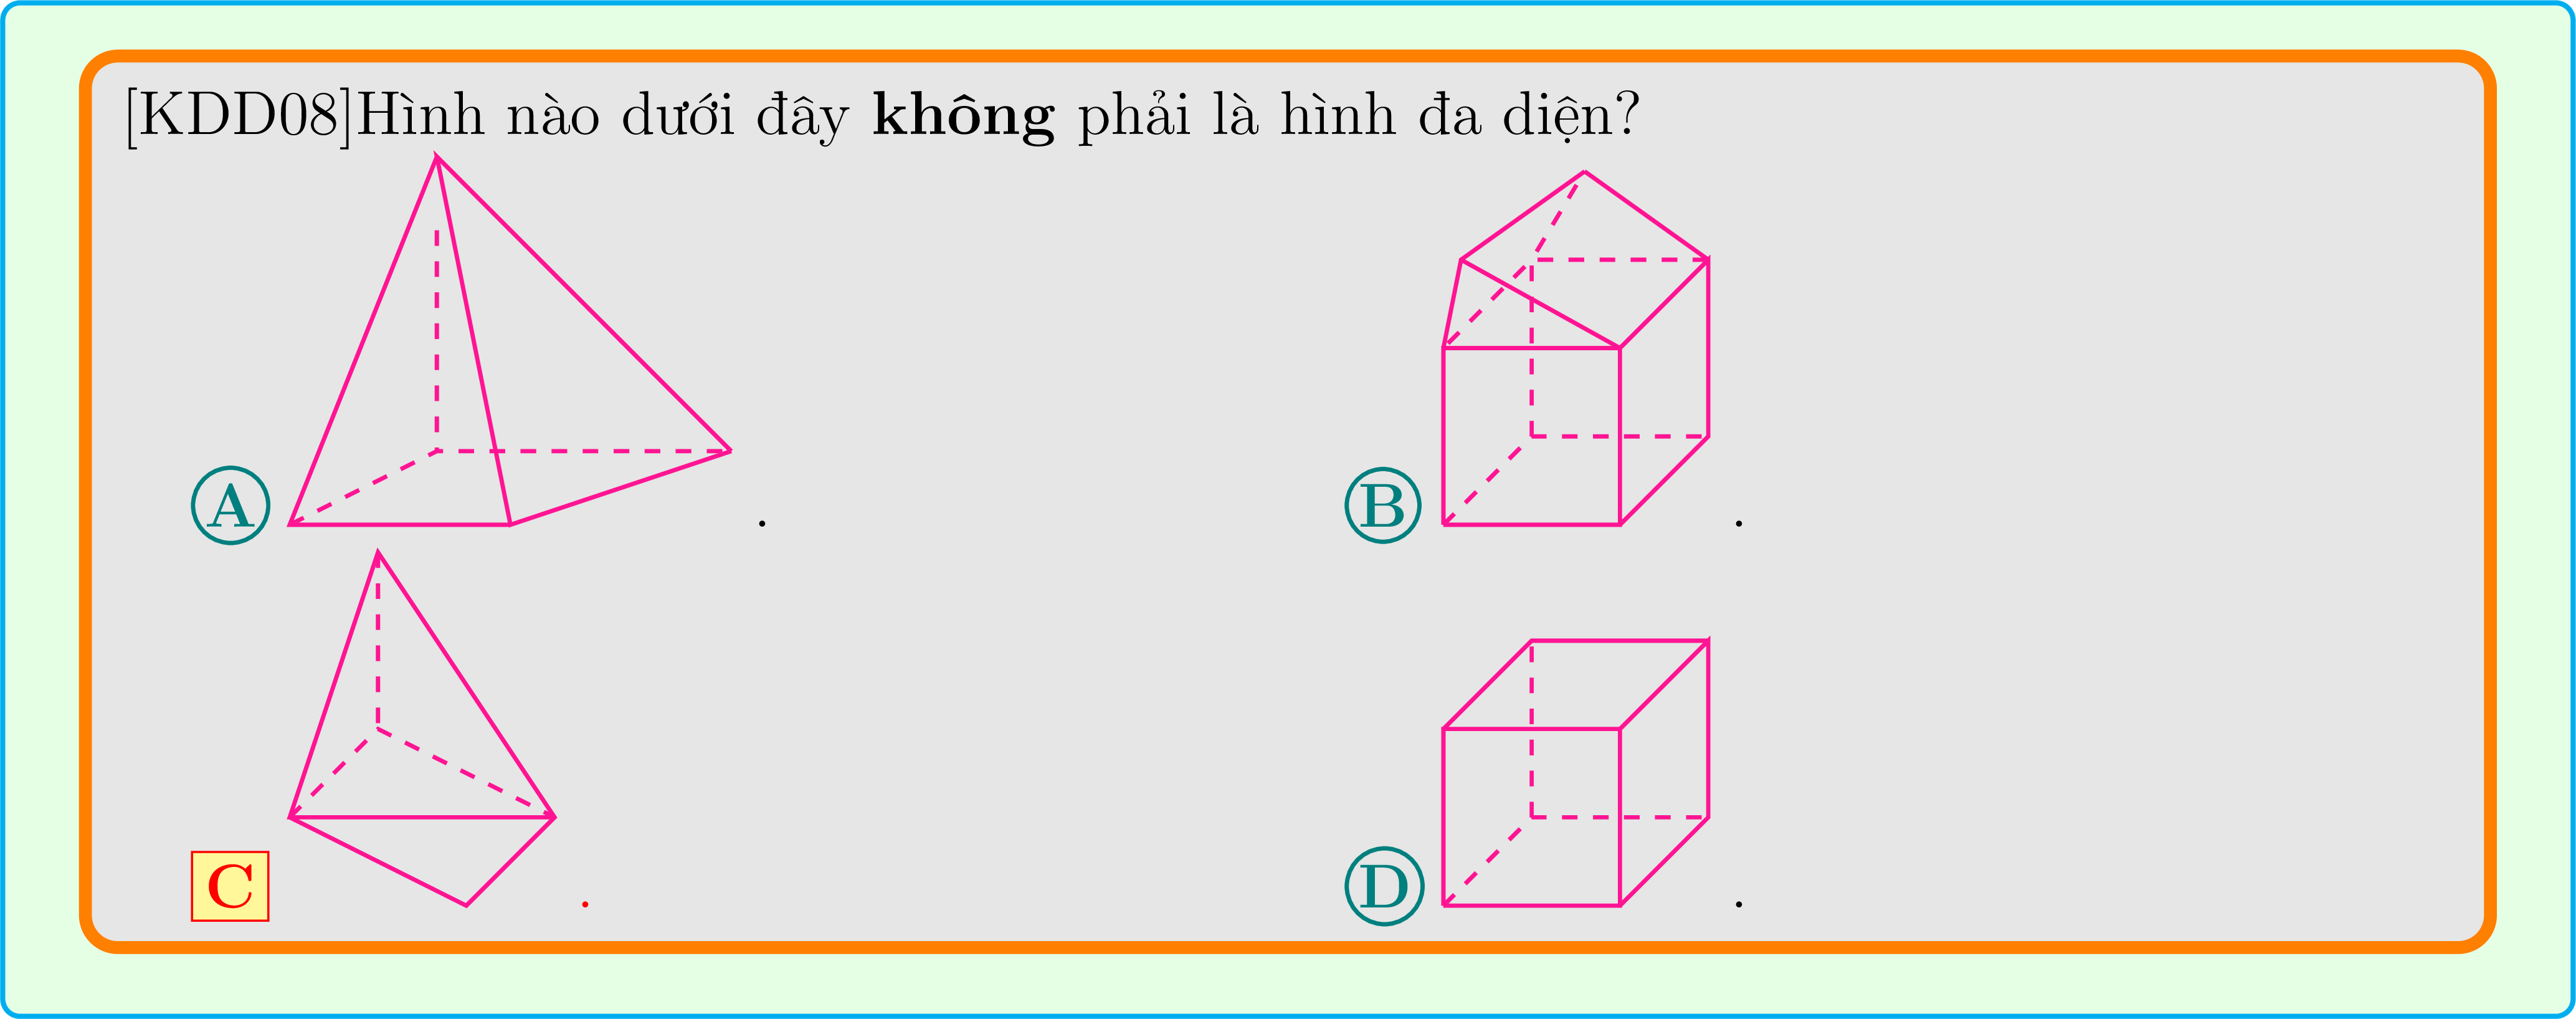 [KDD08]Hình nào dưới đây không phải là hình đa diện?
A .
B .
C .
D .